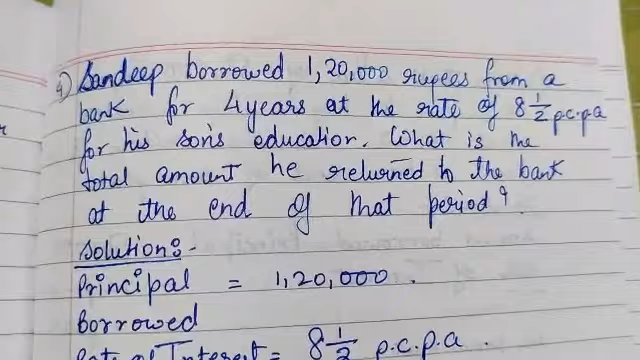 4) Sandeep borrowed 1,20,000 rupees from a
bank for 4 years at the rate of 8 1/2 p.c.p.a
for his son's education. What is the
total amount he returned to the bank
at the end of that period?
Solution:-
Principal = 1,20,000.
Borrowed
Rate of Interest = 8 1/2 p.c.p.a.